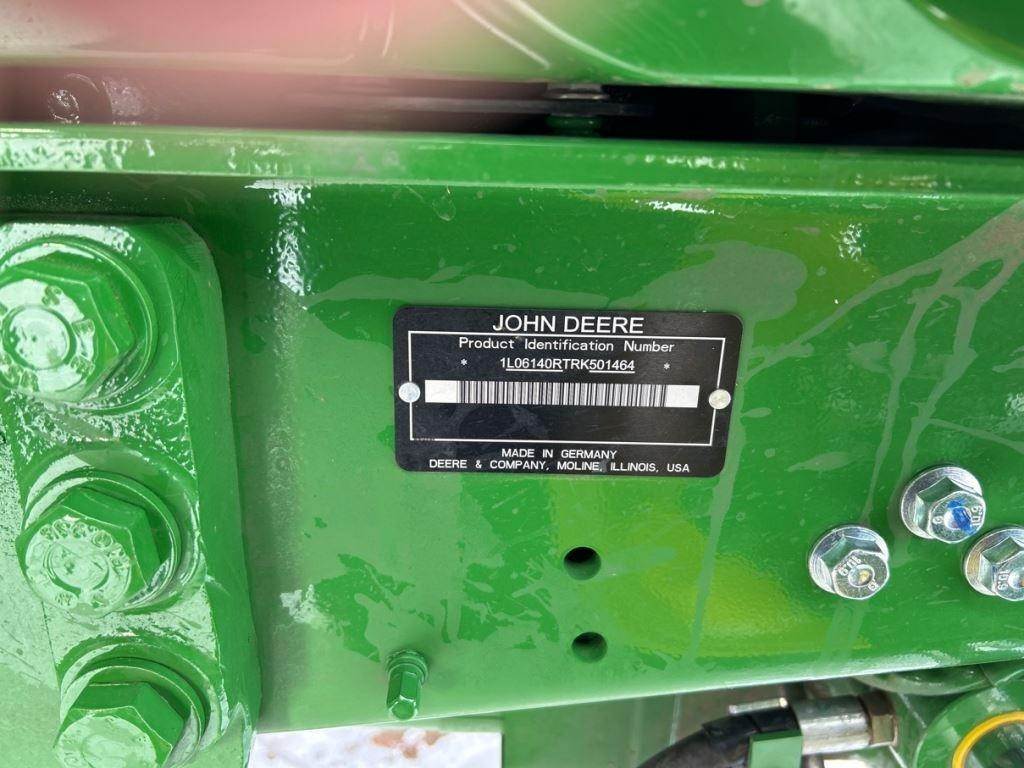 JOHN DEERE
Product Identification Number
* 1L06140RTRK501464 *
MADE IN GERMANY
DEERE & COMPANY, MOLINE, ILLINOIS, USA